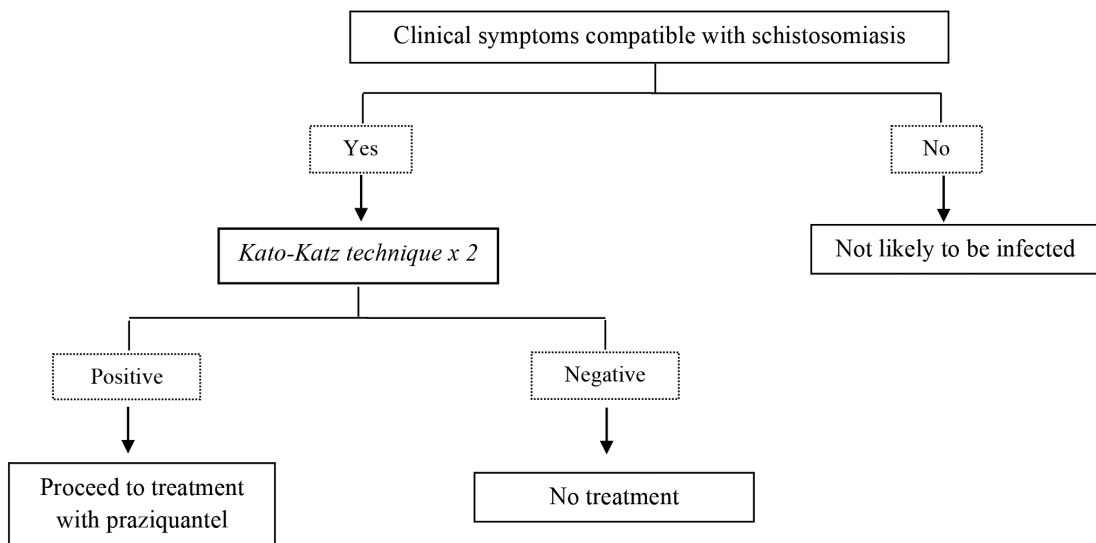 Clinical symptoms compatible with schistosomiasis
Yes
No
Kato-Katz technique x 2
Not likely to be infected
Positive
Negative
Proceed to treatment
with praziquantel
No treatment